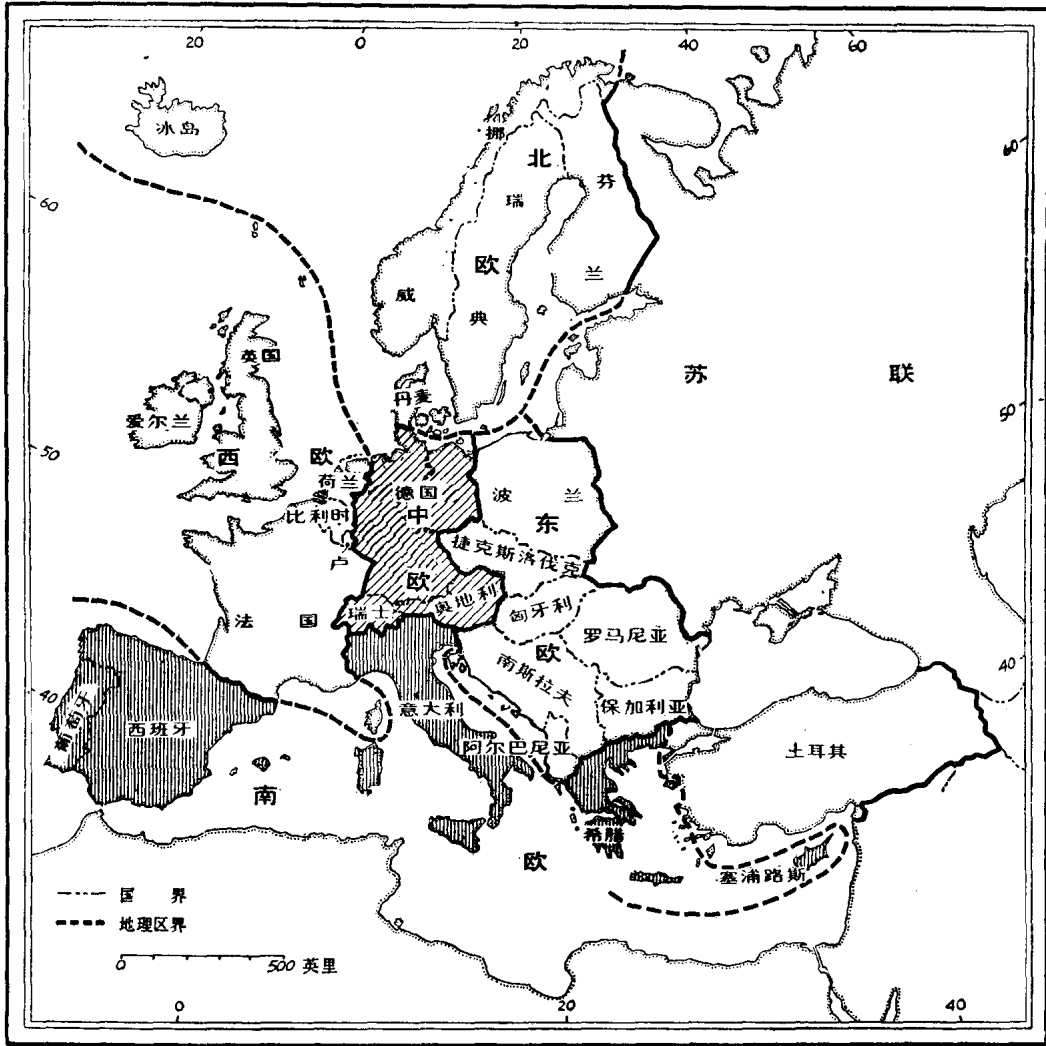 20
0
20
40
60
冰岛
挪
北
芬
60
60
瑞
欧
兰
威
典
英国
苏 联
丹麦
爱尔兰
50
50
西 欧
荷兰
德国
波 兰
比利时
中
东
捷克斯洛伐克
卢
欧
瑞士
奥地利
匈牙利
法 国
罗马尼亚
欧
40
南斯拉夫
40
葡萄牙
西班牙
意大利
保加利亚
阿尔巴尼亚
土耳其
南
希腊
欧
塞浦路斯
国 界
地理区界
0
500 英里
0
20
40